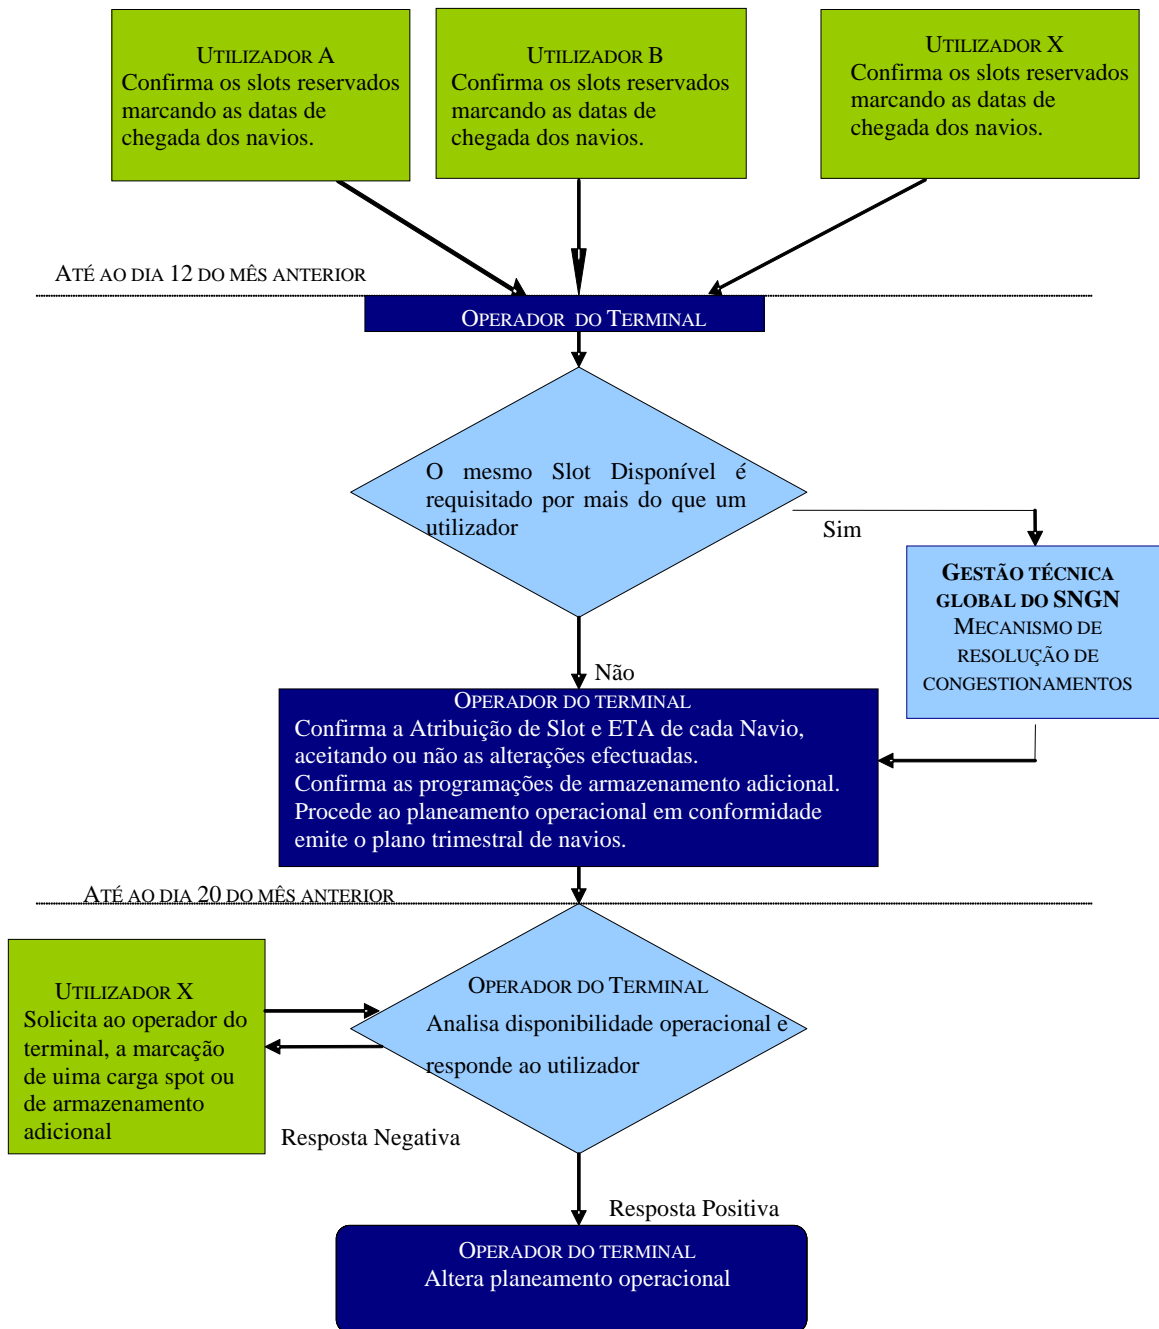 UTILIZADOR A
Confirma os slots reservados
marcando as datas de
chegada dos navios.
UTILIZADOR B
Confirma os slots reservados
marcando as datas de
chegada dos navios.
UTILIZADOR X
Confirma os slots reservados
marcando as datas de
chegada dos navios.
ATÉ AO DIA 12 DO MÊS ANTERIOR
OPERADOR DO TERMINAL
O mesmo Slot Disponível é
requisitado por mais do que um
utilizador
Sim
GESTÃO TÉCNICA
GLOBAL DO SNGN
MECANISMO DE
RESOLUÇÃO DE
CONGESTIONAMENTOS
Não
OPERADOR DO TERMINAL
Confirma a Atribuição de Slot e ETA de cada Navio,
aceitando ou não as alterações efectuadas.
Confirma as programações de armazenamento adicional.
Procede ao planeamento operacional em conformidade
emite o plano trimestral de navios.
ATÉ AO DIA 20 DO MÊS ANTERIOR
UTILIZADOR X
Solicita ao operador do
terminal, a marcação
de uima carga spot ou
de armazenamento
adicional
OPERADOR DO TERMINAL
Analisa disponibilidade operacional e
responde ao utilizador
Resposta Negativa
Resposta Positiva
OPERADOR DO TERMINAL
Altera planeamento operacional